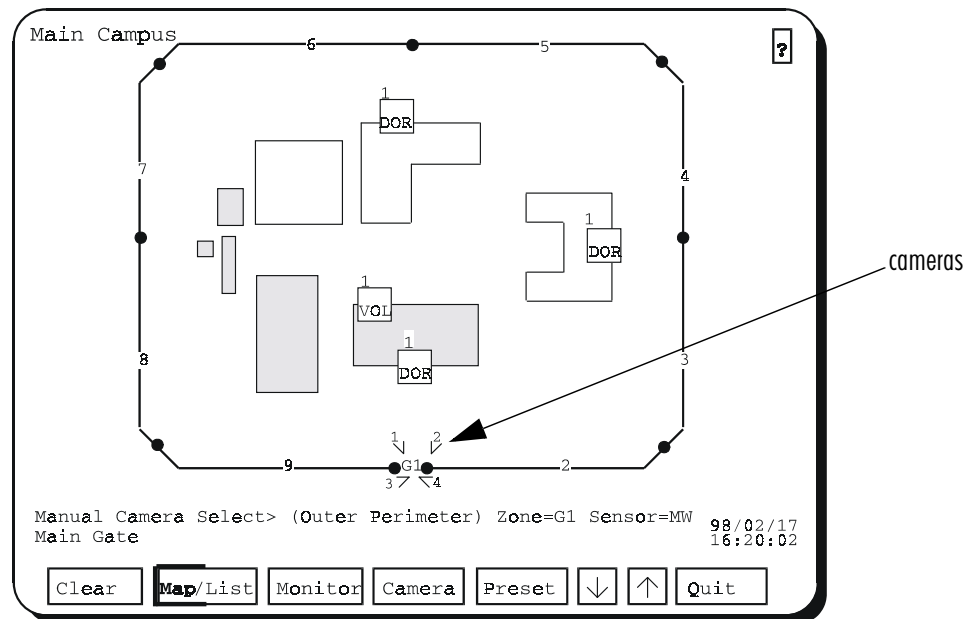 Main Campus
6
5
?
1
DOR
7
4
1
DOR
cameras
1
VOL
1
DOR
8
3
1
2
9
G1
2
3
4
Manual Camera Select> (Outer Perimeter) Zone=G1 Sensor=MW
98/02/17
Main Gate
16:20:02
Clear
Map/List
Monitor
Camera
Preset
↓
↑
Quit